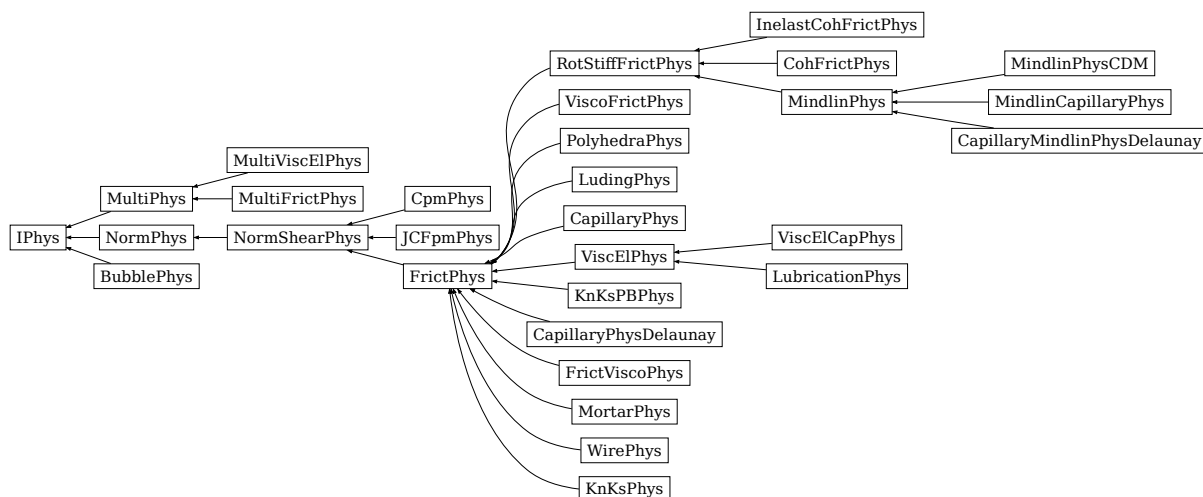 InelastCohFrictPhys
RotStiffFrictPhys
CohFrictPhys
MindlinPhysCDM
MindlinPhys
MindlinCapillaryPhys
ViscoFrictPhys
CapillaryMindlinPhysDelaunay
PolyhedraPhys
MultiViscElPhys
LudingPhys
MultiPhys
MultiFrictPhys
CpmPhys
CapillaryPhys
IPhys
NormPhys
NormShearPhys
JCFpmPhys
ViscElCapPhys
ViscElPhys
BubblePhys
FrictPhys
LubricationPhys
KnKsPBPhys
CapillaryPhysDelaunay
FrictViscoPhys
MortarPhys
WirePhys
KnKsPhys